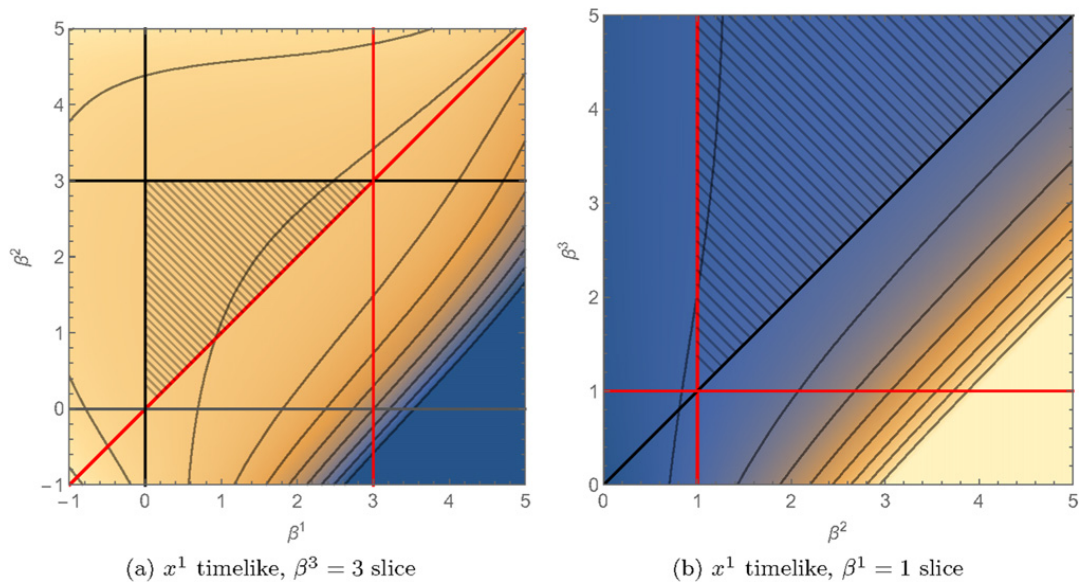 5
4
3
2
1
0
−1
β²
−1 0 1 2 3 4 5
β¹
(a) x¹ timelike, β³ = 3 slice
5
4
3
2
1
0
β³
0 1 2 3 4 5
β²
(b) x¹ timelike, β¹ = 1 slice